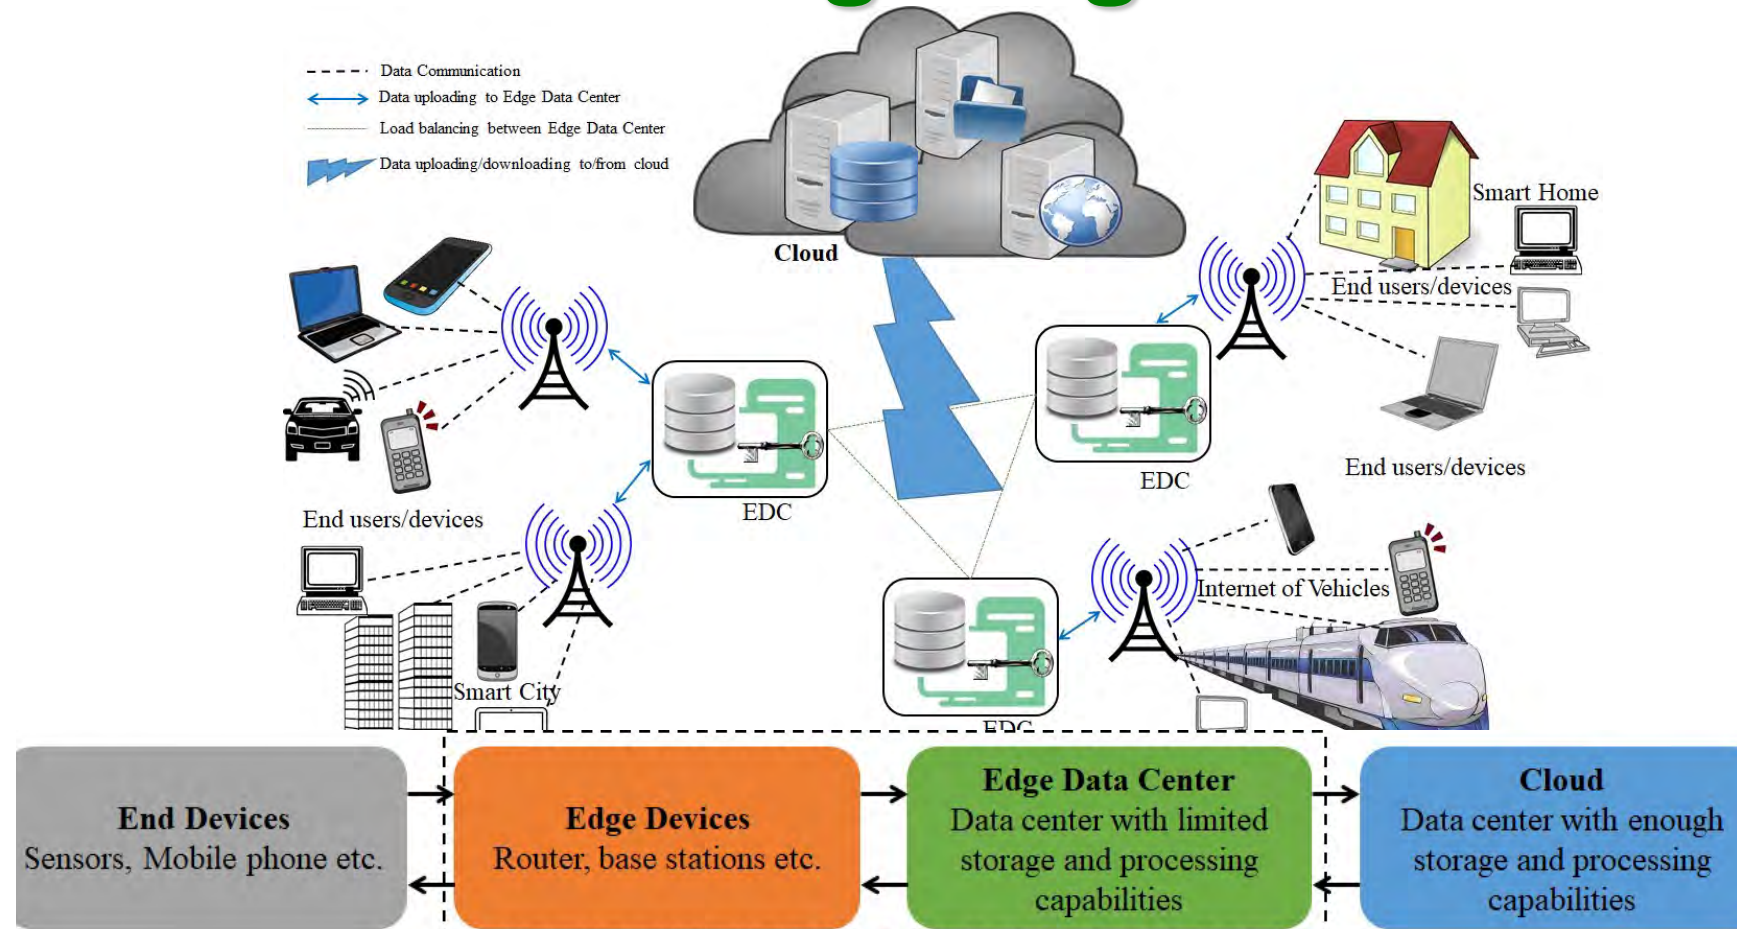 Data Communication
Data uploading to Edge Data Center
Load balancing between Edge Data Center
Data uploading/downloading to/from cloud
Cloud
Smart Home
End users/devices
EDC
End users/devices
EDC
End users/devices
Internet of Vehicles
Smart City
EDC
End Devices
Sensors, Mobile phone etc.
Edge Devices
Router, base stations etc.
Edge Data Center
Data center with limited
storage and processing
capabilities
Cloud
Data center with enough
storage and processing
capabilities